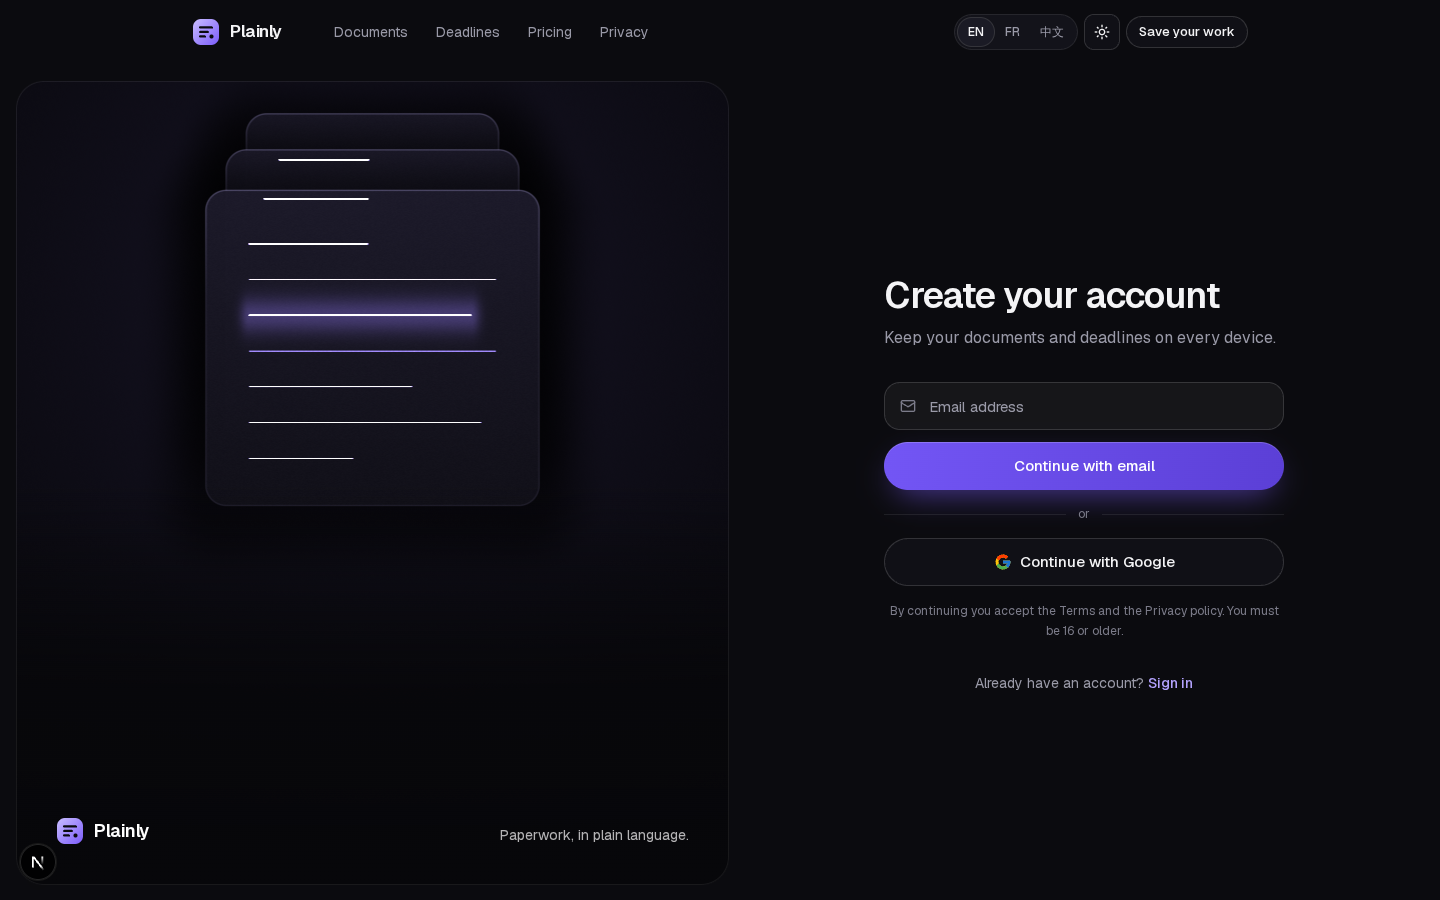 Plainly
Documents
Deadlines
Pricing
Privacy
EN
FR
中文
Save your work
Create your account
Keep your documents and deadlines on every device.
Email address
Continue with email
or
Continue with Google
By continuing you accept the Terms and the Privacy policy. You must
be 16 or older.
Already have an account? Sign in
Plainly
Paperwork, in plain language.
N